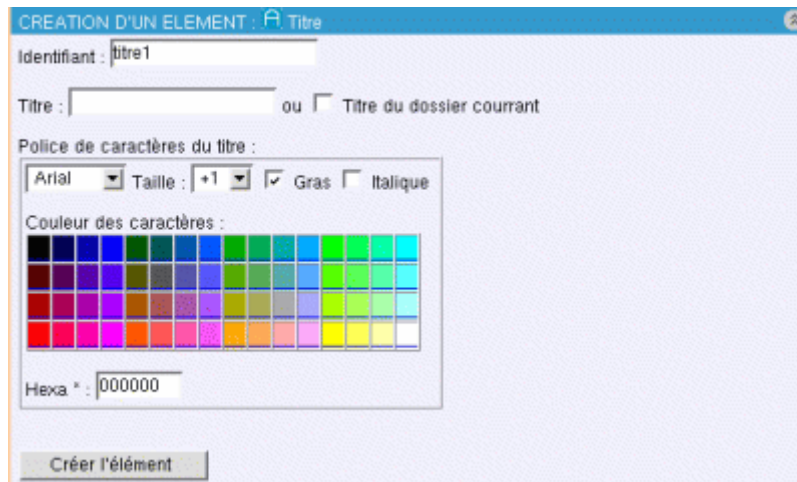 CREATION D'UN ELEMENT : A Titre
Identifiant : titre1
Titre : ou Titre du dossier courrant
Police de caractères du titre :
Arial Taille : +1 Gras Italique
Couleur des caractères :
Hexa * : 000000
Créer l'élément